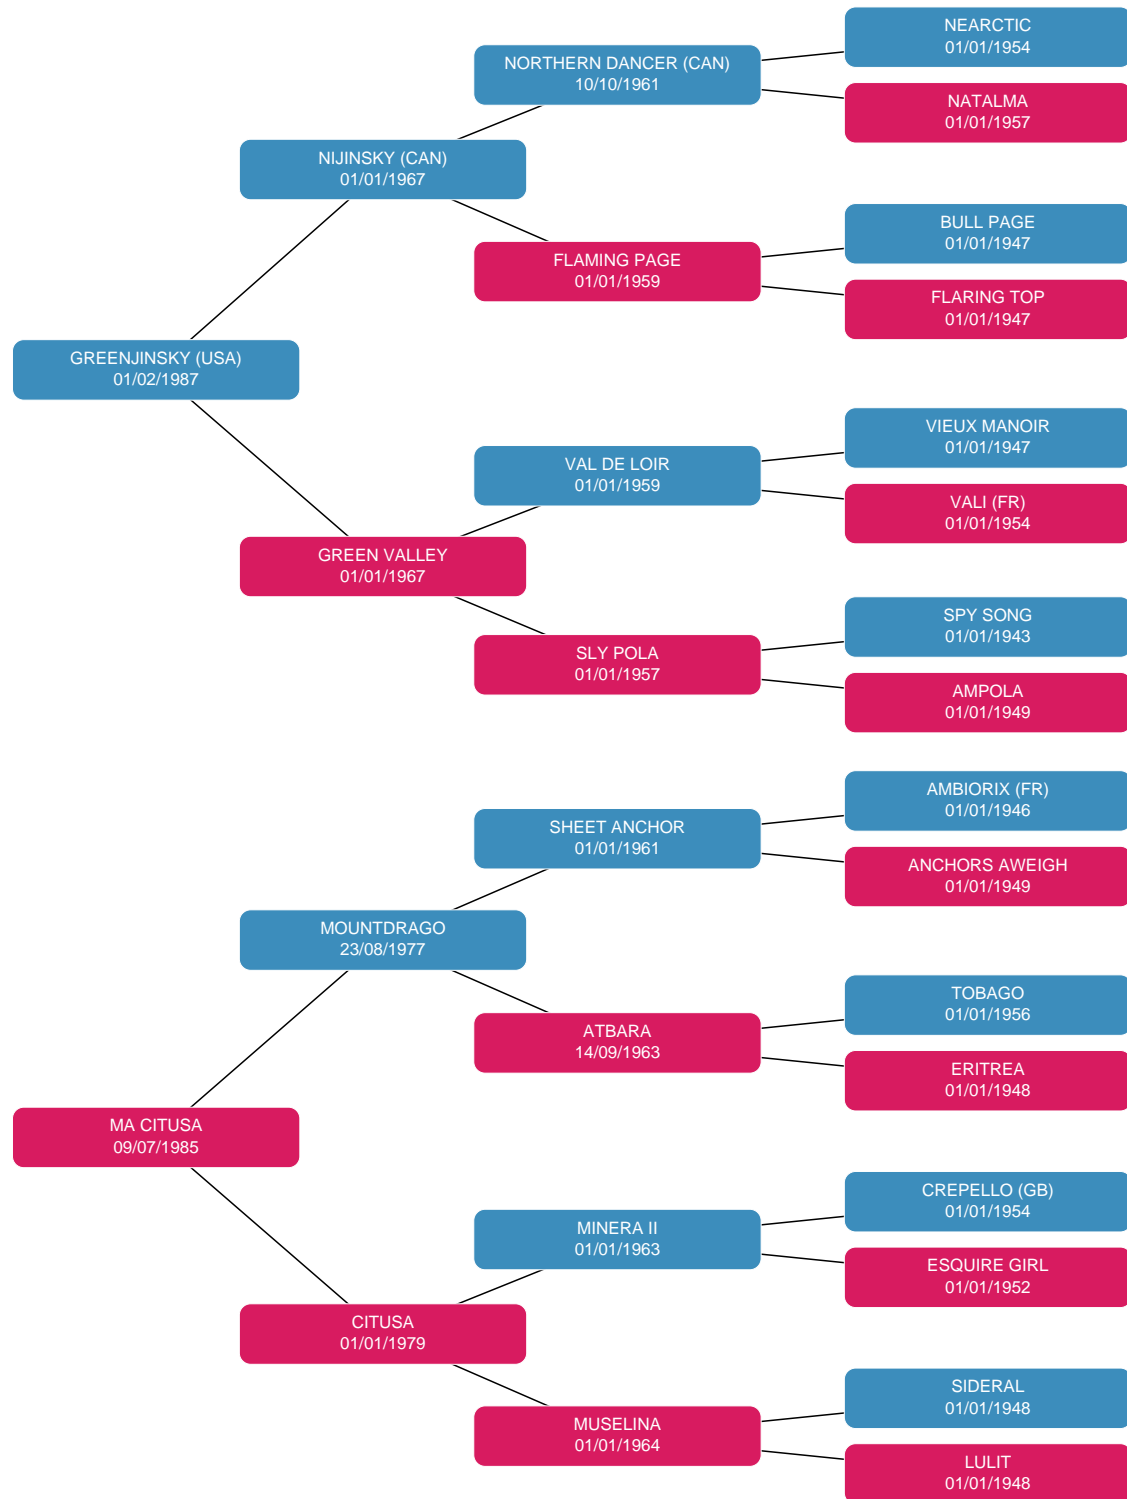 NEARCTIC
01/01/1954
NORTHERN DANCER (CAN)
10/10/1961
NATALMA
01/01/1957
NIJINSKY (CAN)
01/01/1967
BULL PAGE
01/01/1947
FLAMING PAGE
01/01/1959
FLARING TOP
01/01/1947
GREENJINSKY (USA)
01/02/1987
VIEUX MANOIR
01/01/1947
VAL DE LOIR
01/01/1959
VALI (FR)
01/01/1954
GREEN VALLEY
01/01/1967
SPY SONG
01/01/1943
SLY POLA
01/01/1957
AMPOLA
01/01/1949
AMBIORIX (FR)
01/01/1946
SHEET ANCHOR
01/01/1961
ANCHORS AWEIGH
01/01/1949
MOUNTDRAGO
23/08/1977
TOBAGO
01/01/1956
ATBARA
14/09/1963
ERITREA
01/01/1948
MA CITUSA
09/07/1985
CREPELLO (GB)
01/01/1954
MINERA II
01/01/1963
ESQUIRE GIRL
01/01/1952
CITUSA
01/01/1979
SIDERAL
01/01/1948
MUSELINA
01/01/1964
LULIT
01/01/1948